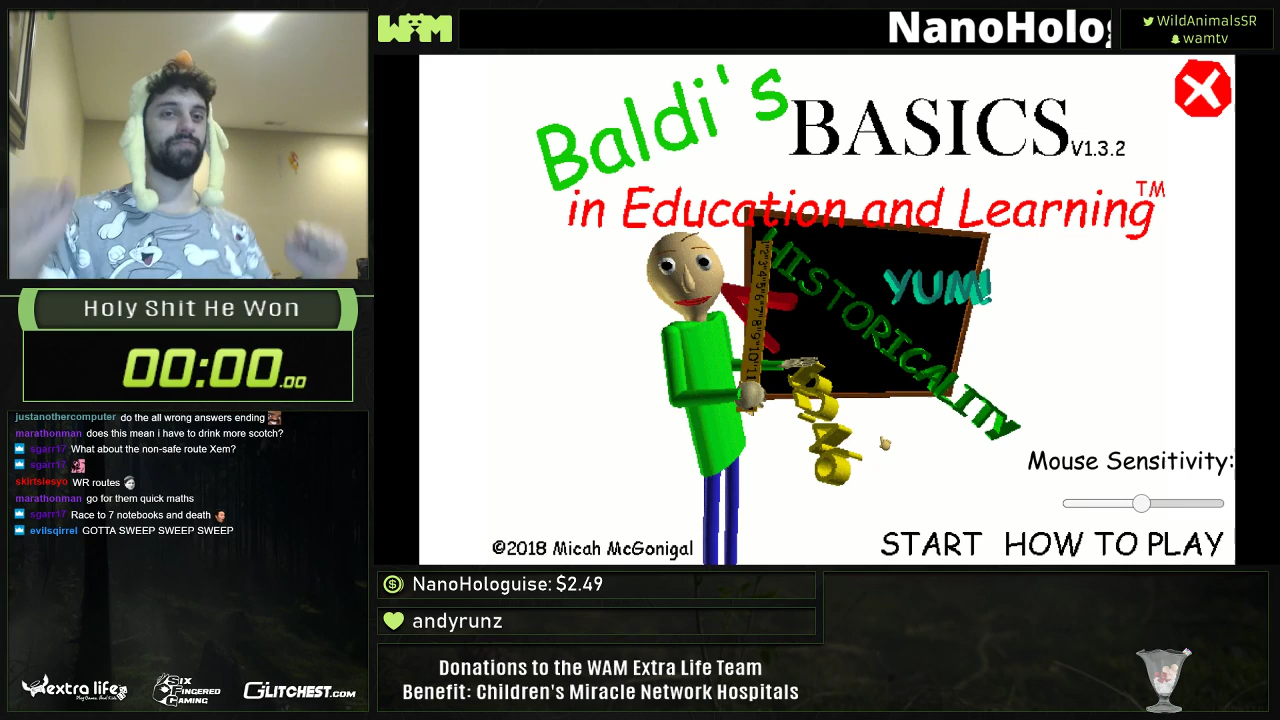 WAM
NanoHolog
WildAnimalsSR
wamtv
Baldi's
BASICS
V1.3.2
in Education and Learning
TM
HISTORICALITY
YUM!
Mouse Sensitivity:
©2018 Micah McGonigal
START HOW TO PLAY
Holy Shit He Won
00:00.00
justanothercomputer do the all wrong answers ending
marathonman does this mean i have to drink more scotch?
sgarr17 What about the non-safe route Xem?
sgarr17
skirtsiesyo WR routes
marathonman go for them quick maths
sgarr17 Race to 7 notebooks and death
evilsqirrel GOTTA SWEEP SWEEP SWEEP
NanoHologuise: $2.49
andyrunz
Donations to the WAM Extra Life Team
Benefit: Children's Miracle Network Hospitals
extra life
SIX
FINGERED
GAMING
GLITCHEST.COM